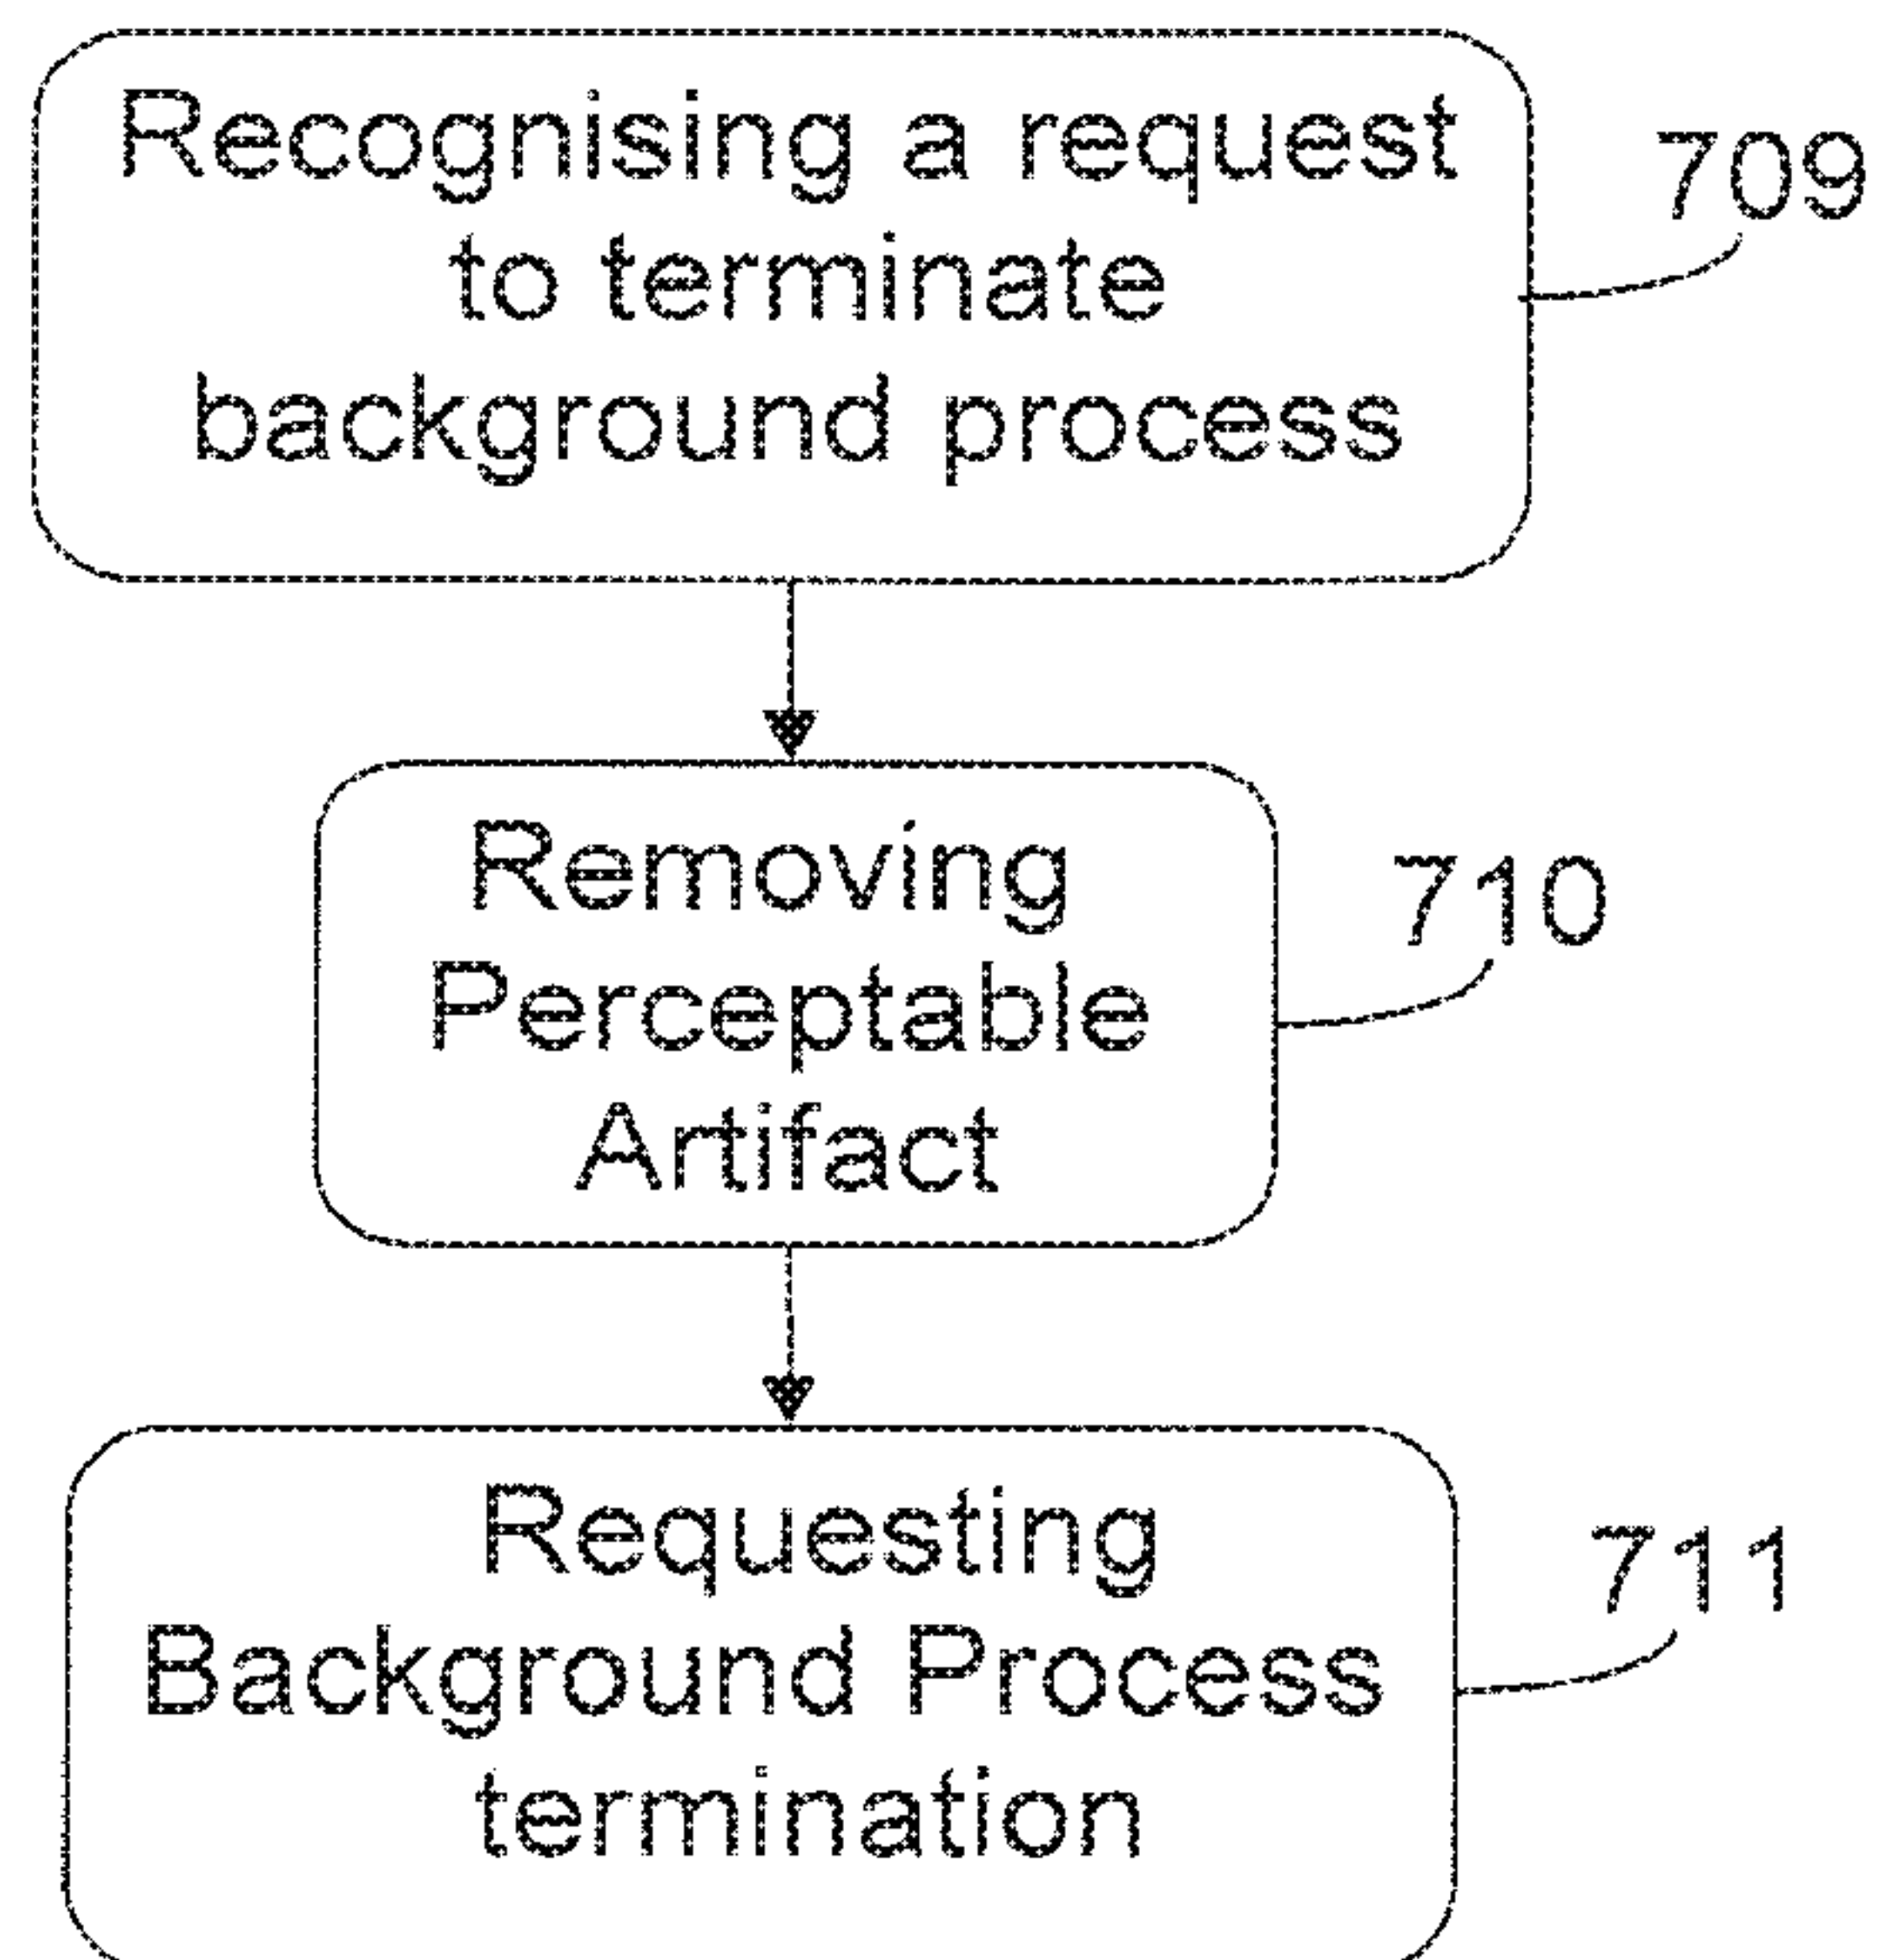 Recognising a request
to terminate
background process
709
Removing
Perceptable
Artifact
710
Requesting
Background Process
termination
711